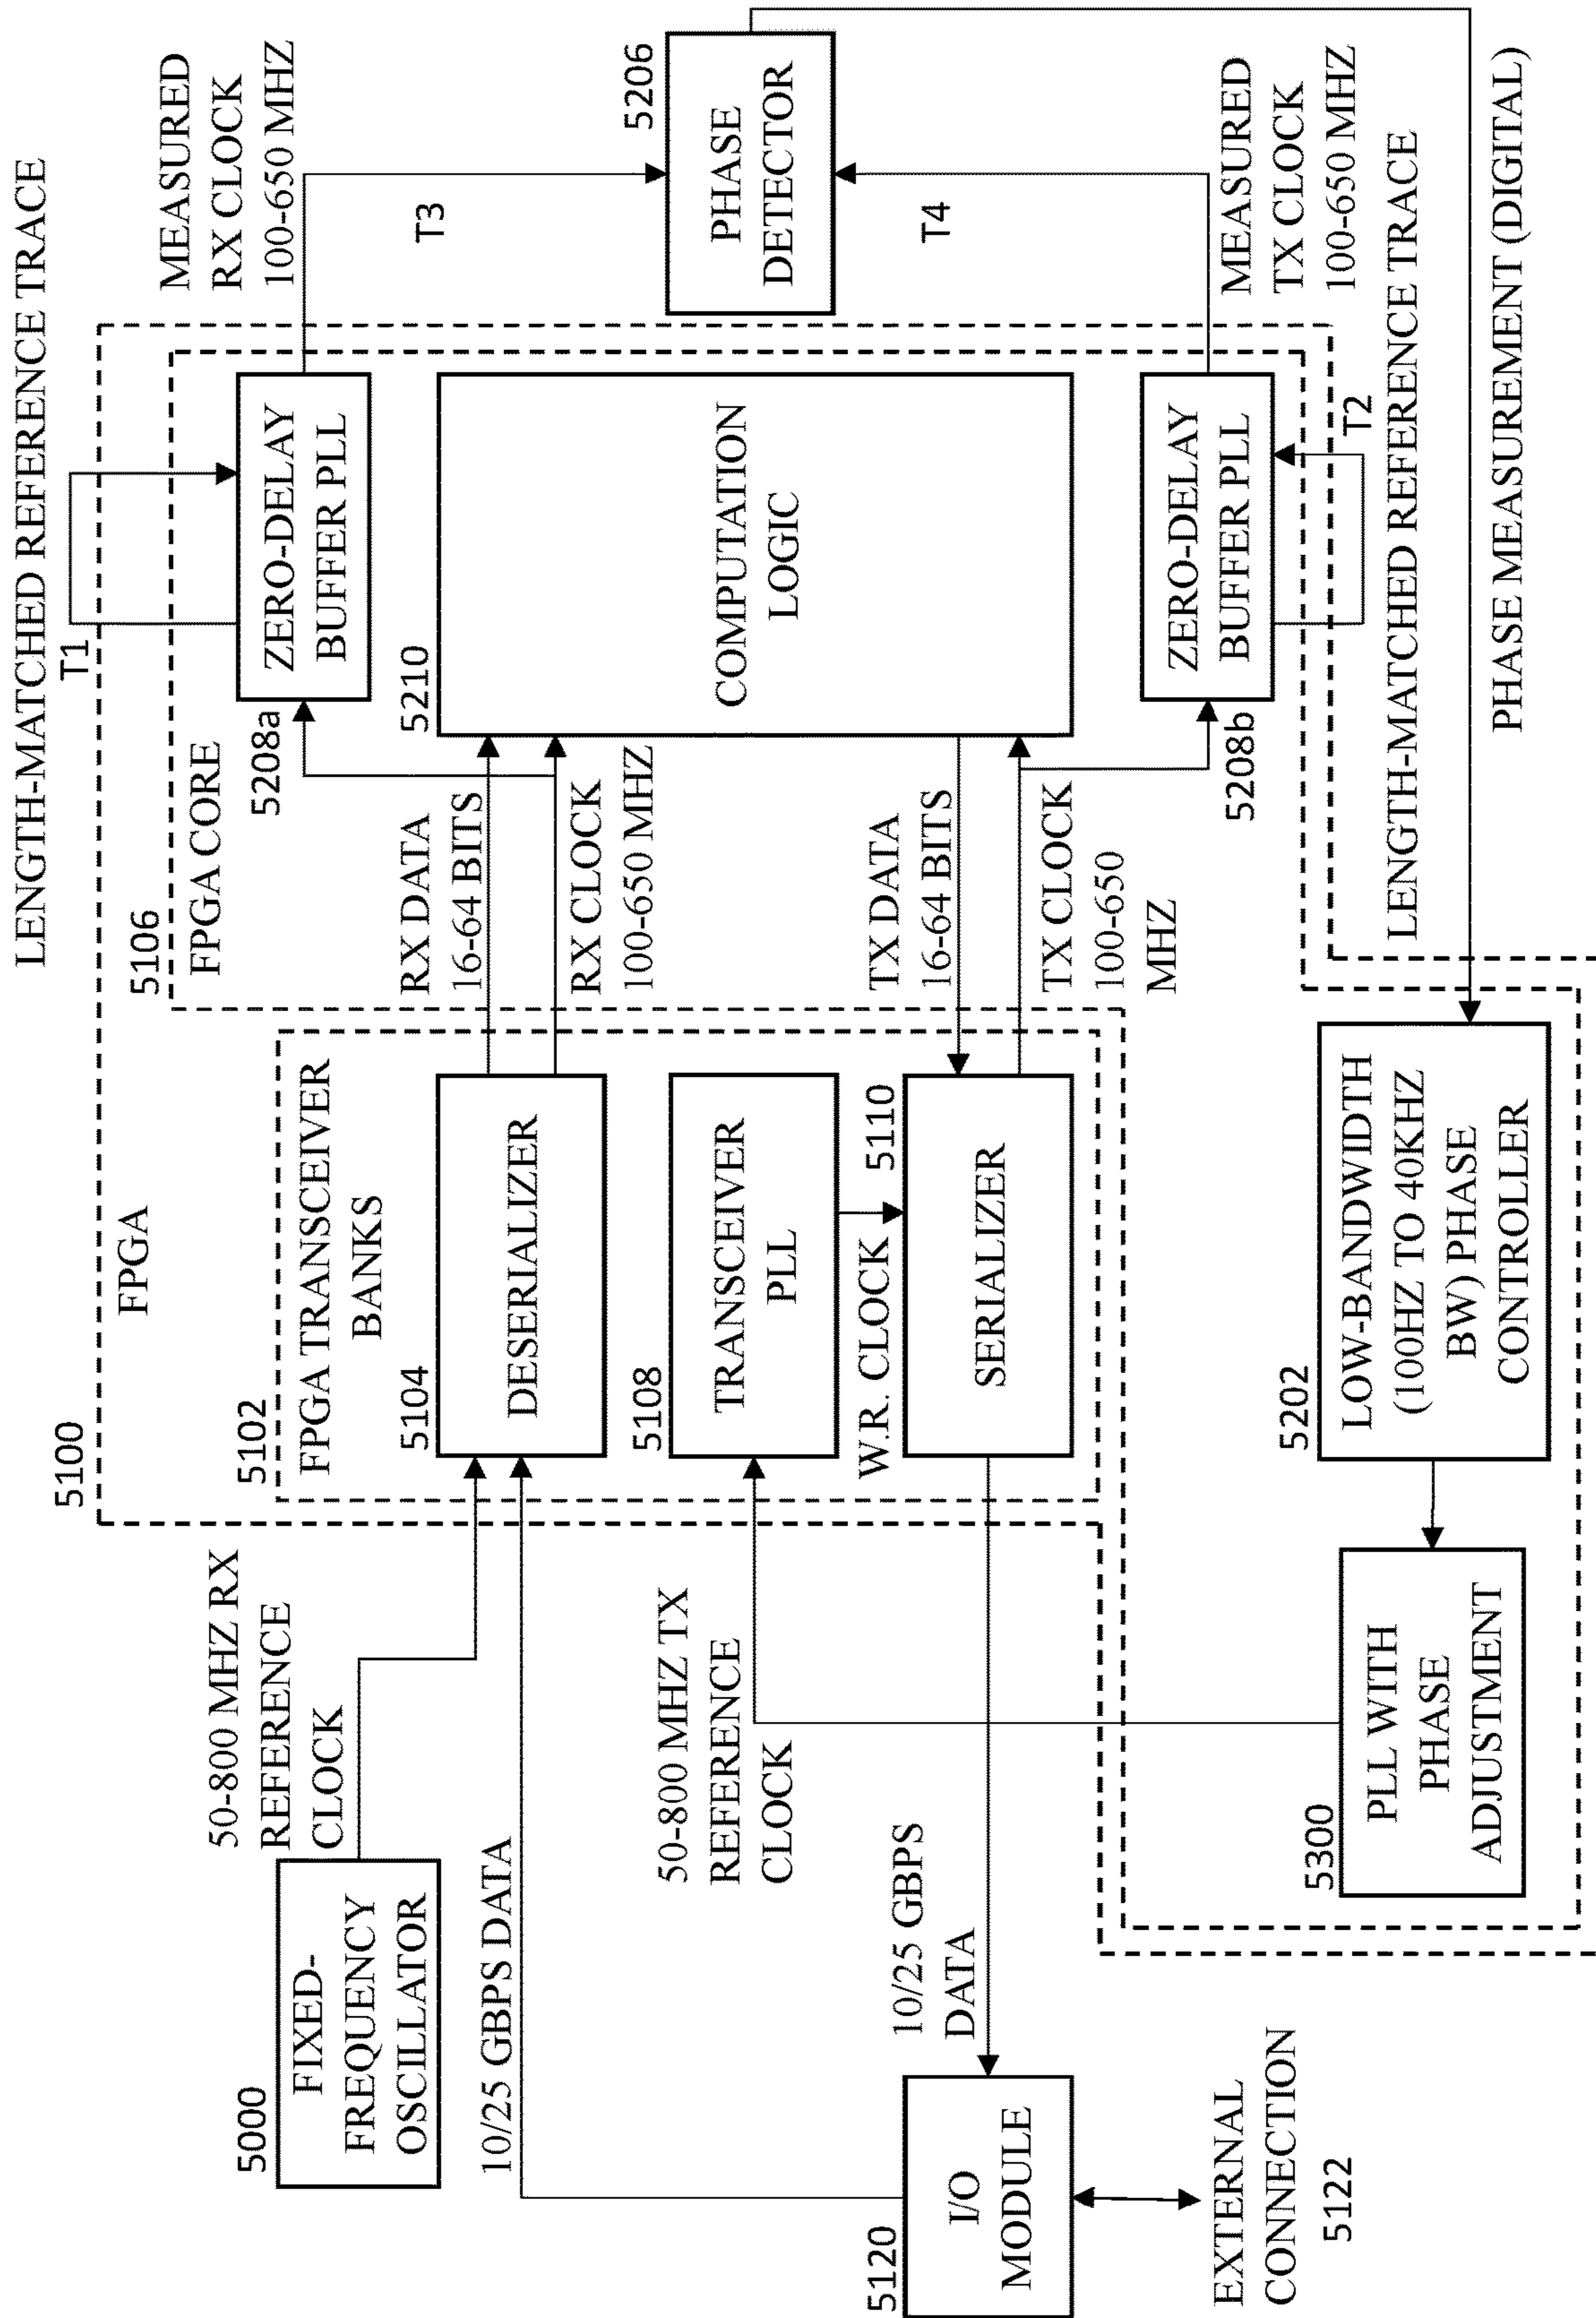 LENGTH-MATCHED REFERENCE TRACE
T1
5100
FPGA
5106
FPGA CORE
5208a
ZERO-DELAY
BUFFER PLL
MEASURED
RX CLOCK
100-650 MHZ
T3
5000
FIXED-
FREQUENCY
OSCILLATOR
50-800 MHZ RX
REFERENCE
CLOCK
5102
FPGA TRANSCEIVER
BANKS
5104
DESERIALIZER
RX DATA
16-64 BITS
RX CLOCK
100-650 MHZ
5210
COMPUTATION
LOGIC
5206
PHASE
DETECTOR
10/25 GBPS DATA
50-800 MHZ TX
REFERENCE
CLOCK
5108
TRANSCEIVER
PLL
W.R. CLOCK
5110
SERIALIZER
TX DATA
16-64 BITS
TX CLOCK
100-650
MHZ
T4
5120
I/O
MODULE
10/25 GBPS
DATA
5208b
ZERO-DELAY
BUFFER PLL
T2
MEASURED
TX CLOCK
100-650 MHZ
LENGTH-MATCHED REFERENCE TRACE
EXTERNAL
CONNECTION
5122
5300
PLL WITH
PHASE
ADJUSTMENT
5202
LOW-BANDWIDTH
(100HZ TO 40KHZ
BW) PHASE
CONTROLLER
PHASE MEASUREMENT (DIGITAL)